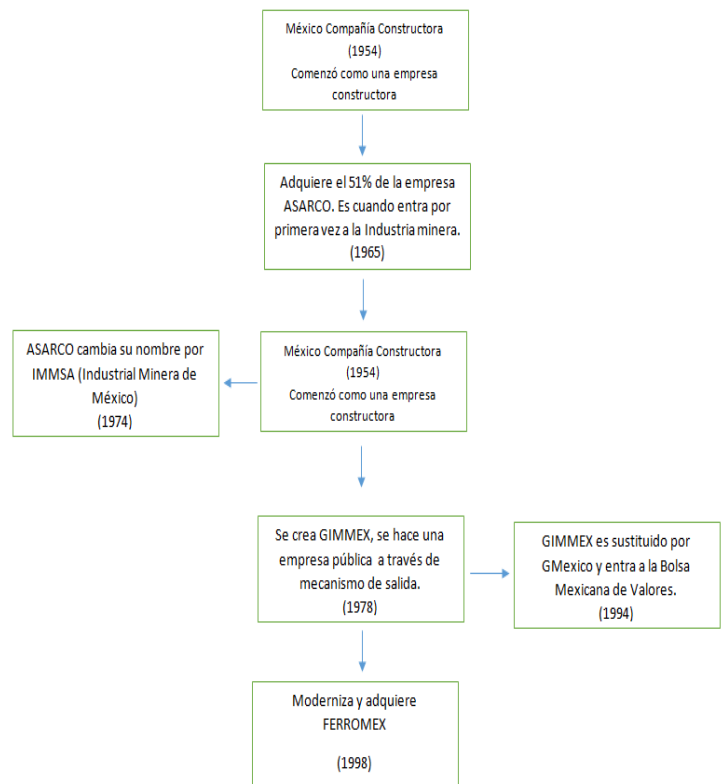 México Compañía Constructora
(1954)
Comenzó como una empresa
constructora
Adquiere el 51% de la empresa
ASARCO. Es cuando entra por
primera vez a la Industria minera.
(1965)
ASARCO cambia su nombre por
IMMSA (Industrial Minera de
México)
(1974)
México Compañía Constructora
(1954)
Comenzó como una empresa
constructora
Se crea GIMMEX, se hace una
empresa pública a través de
mecanismo de salida.
(1978)
GIMMEX es sustituido por
GMexico y entra a la Bolsa
Mexicana de Valores.
(1994)
Moderniza y adquiere
FERROMEX
(1998)